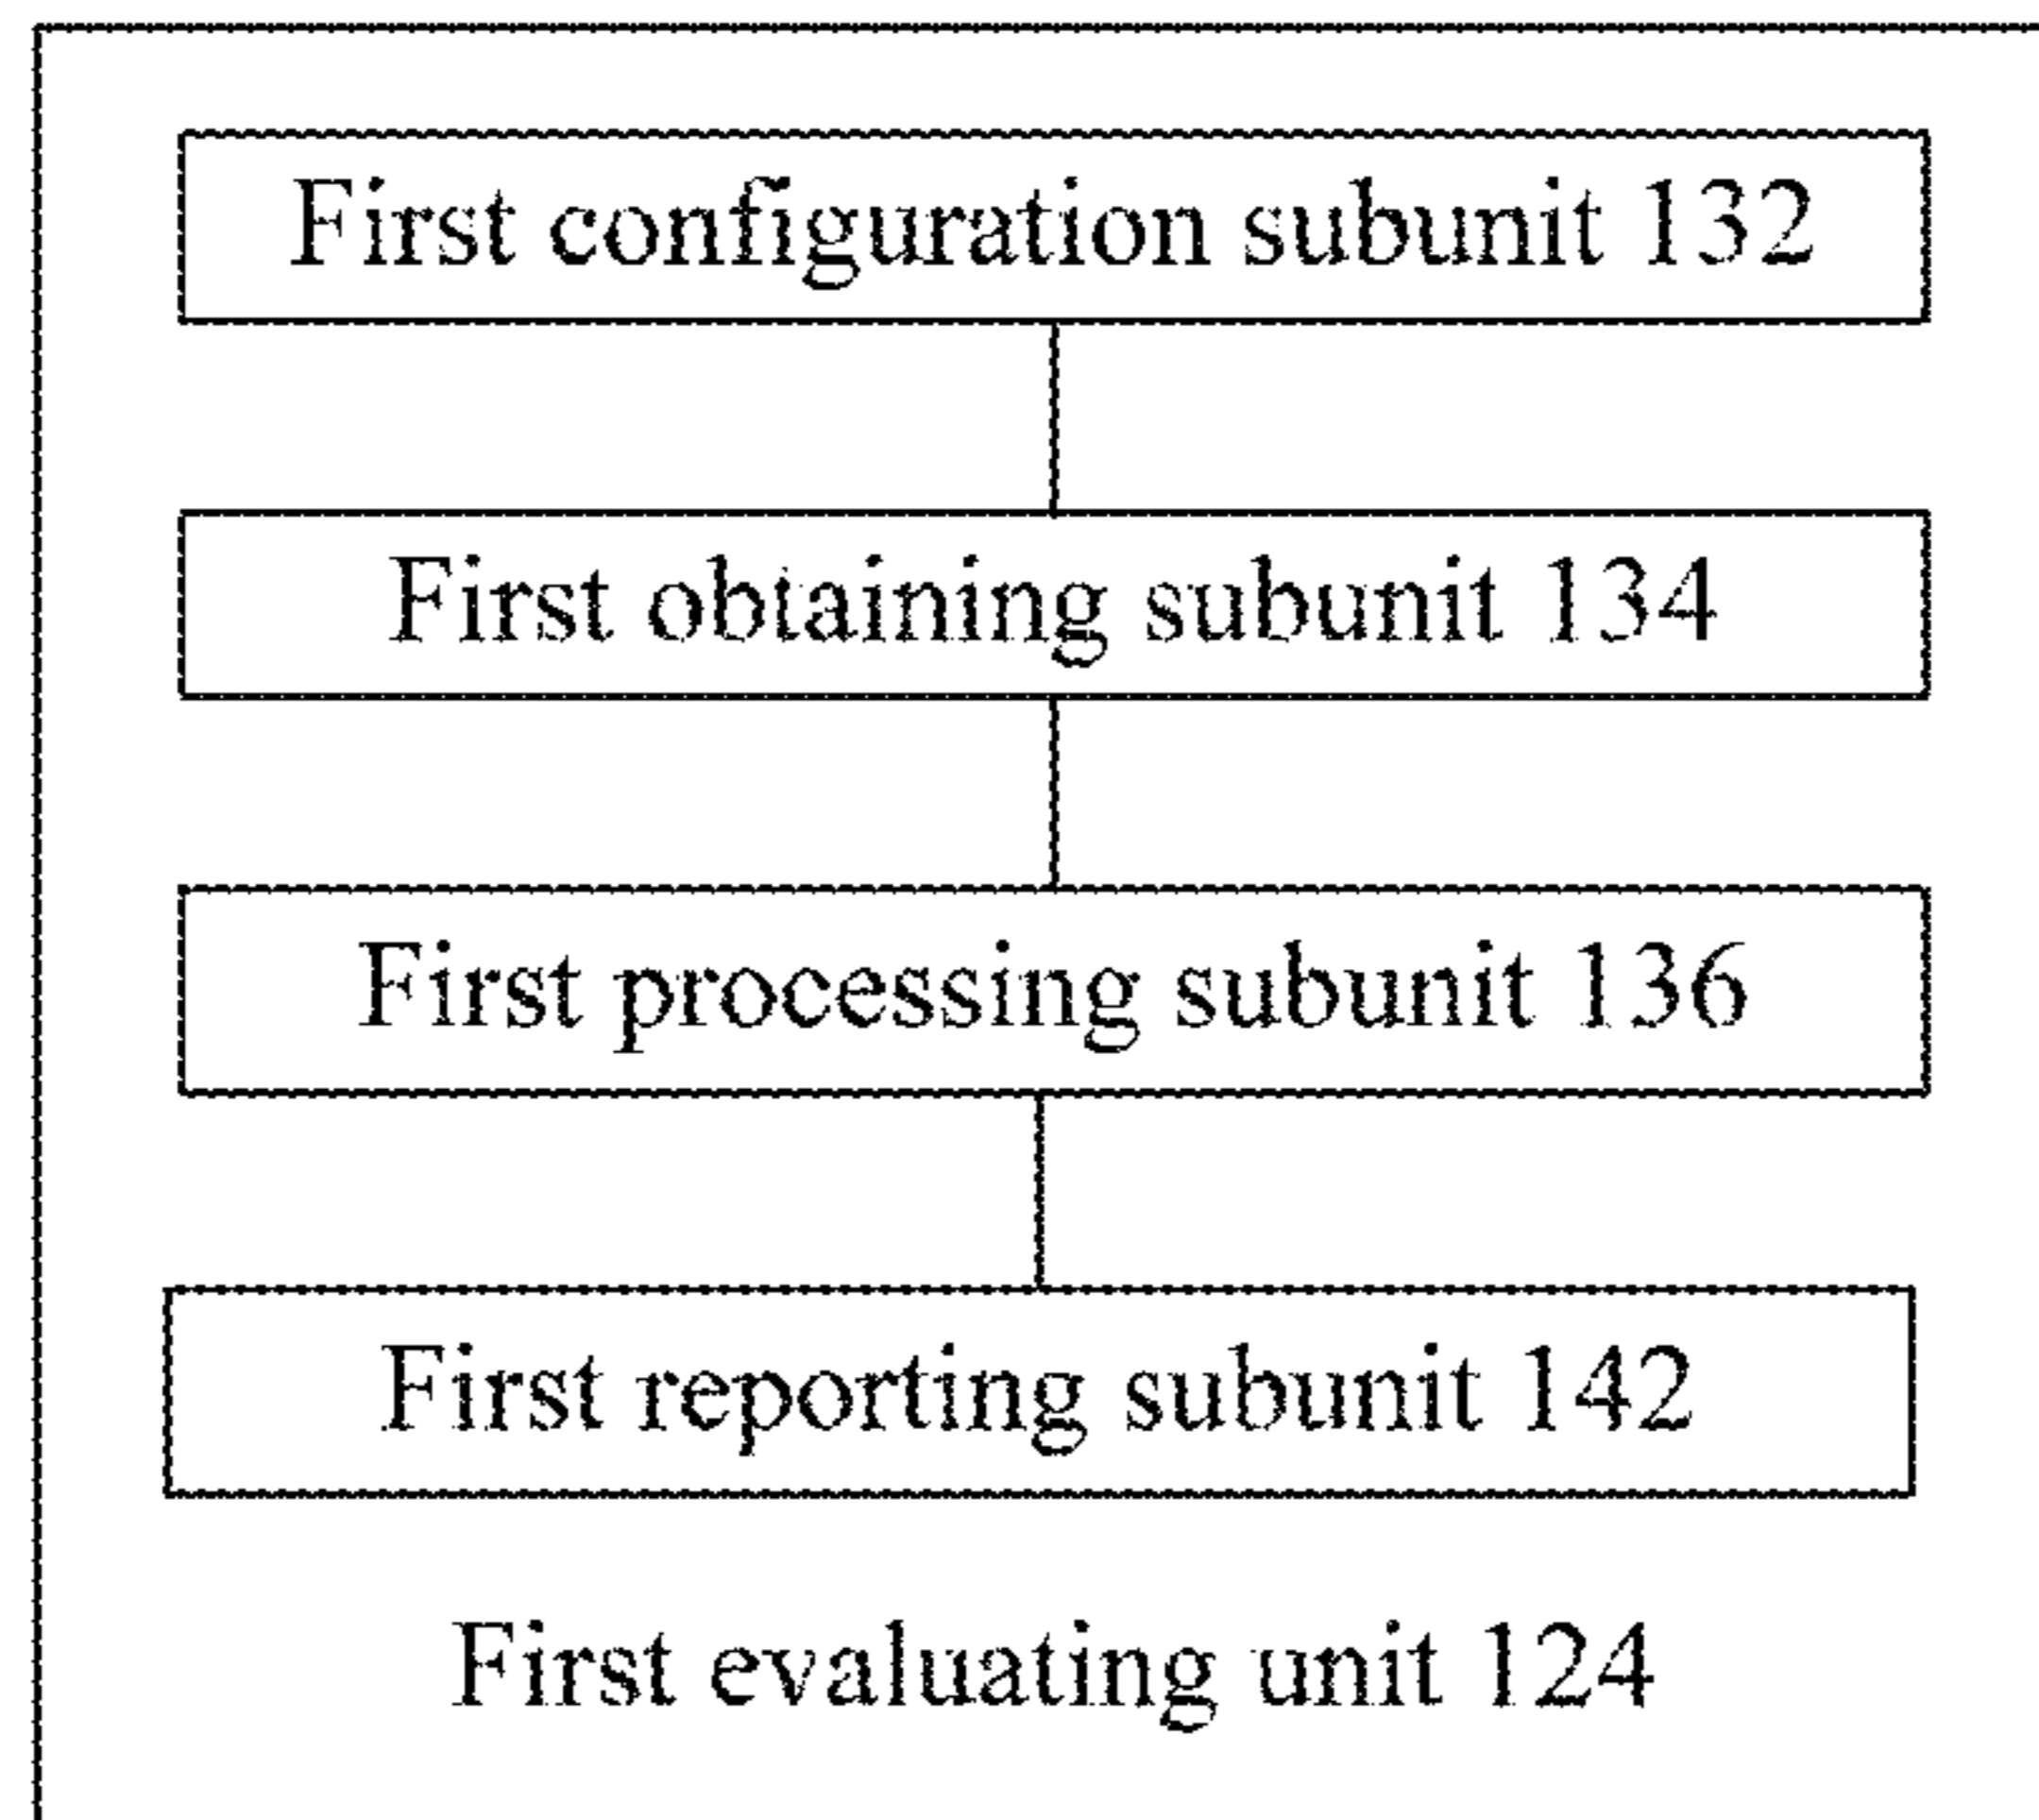 First configuration subunit 132
First obtaining subunit 134
First processing subunit 136
First reporting subunit 142
First evaluating unit 124